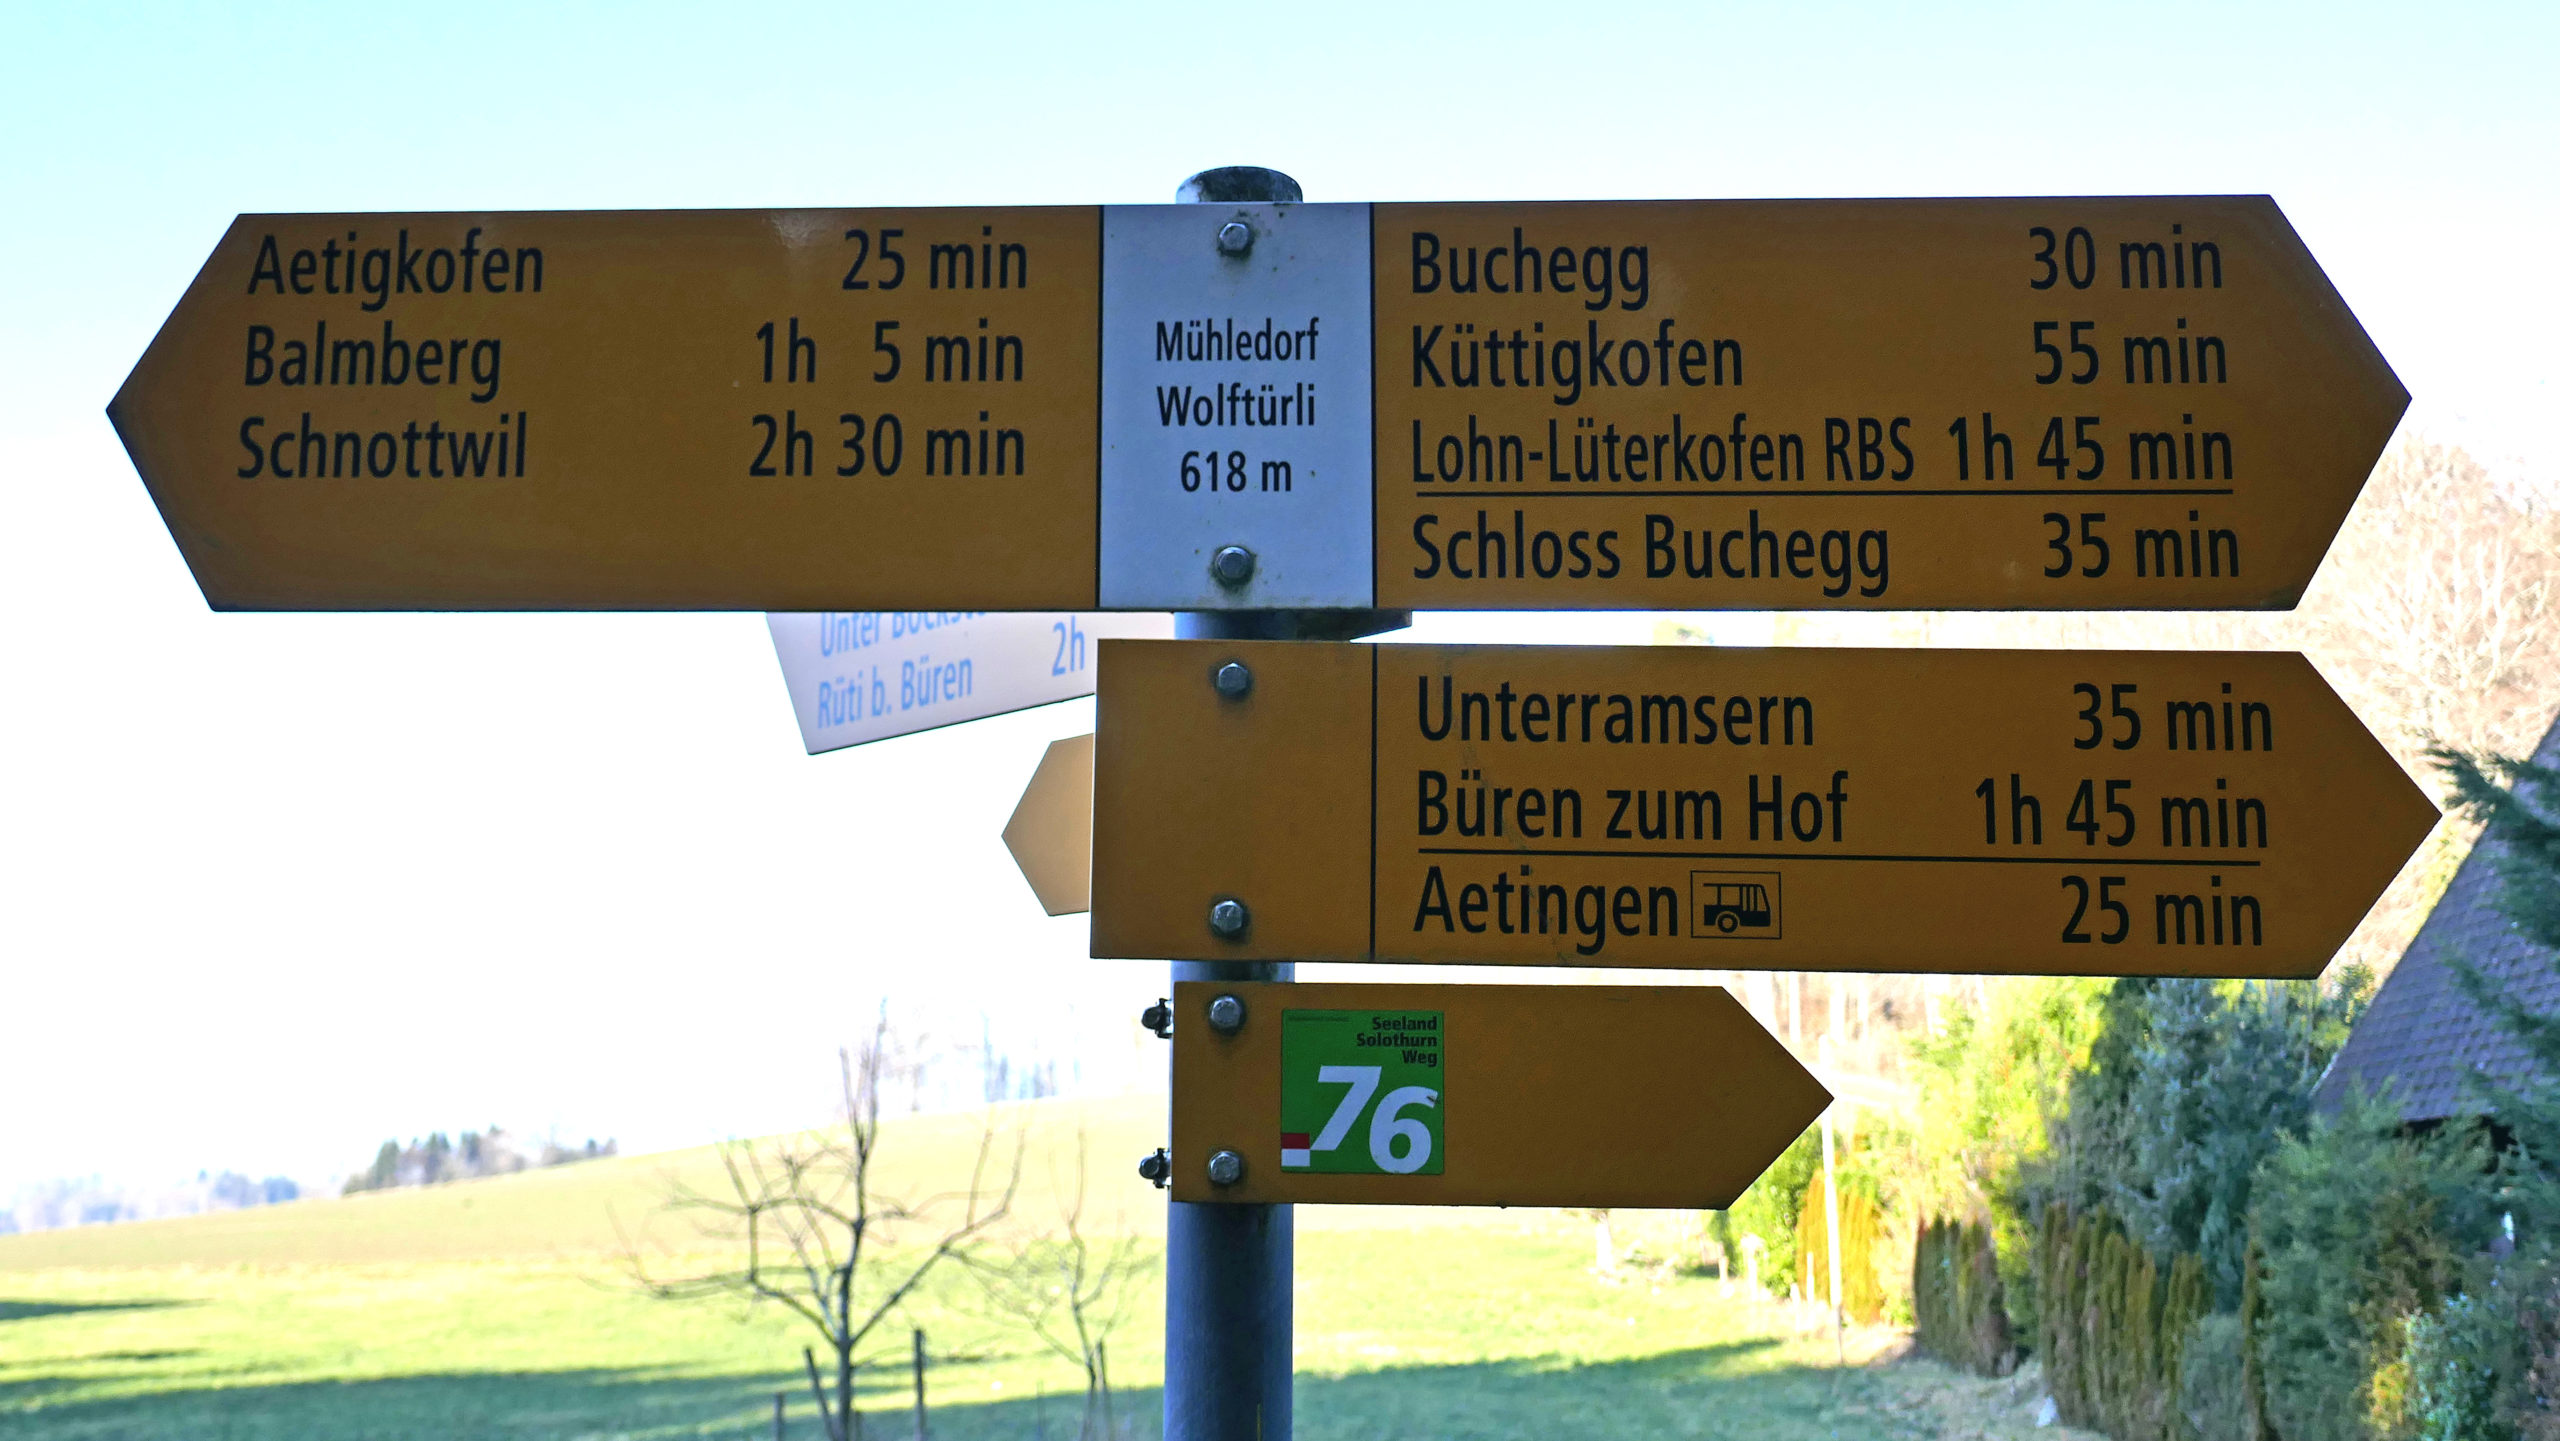 Aetigkofen 25 min
Balmberg 1h 5 min
Schnottwil 2h 30 min
Mühledorf
Wolftürli
618 m
Buchegg 30 min
Küttigkofen 55 min
Lohn-Lüterkofen RBS 1h 45 min
Schloss Buchegg 35 min
Unter
Rüti b. Büren 2h
Unterramsern 35 min
Büren zum Hof 1h 45 min
Aetingen 25 min
Seeland
Solothurn
Weg
76